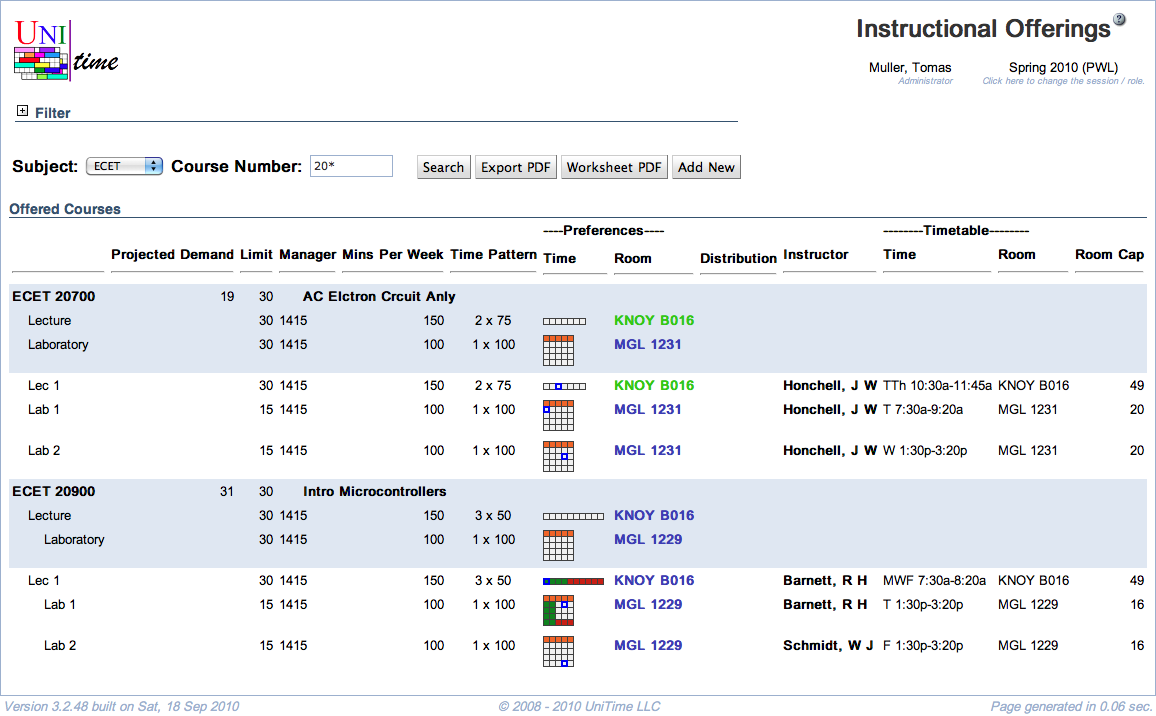 UNI
time
Instructional Offerings ?
Muller, Tomas Spring 2010 (PWL)
Administrator Click here to change the session / role.
Filter
Subject: ECET Course Number: 20* Search Export PDF Worksheet PDF Add New
Offered Courses
----Preferences---- --------Timetable--------
Projected Demand Limit Manager Mins Per Week Time Pattern Time Room Distribution Instructor Time Room Room Cap
ECET 20700 19 30 AC Elctron Crcuit Anly
Lecture 30 1415 150 2 x 75 KNOY B016
Laboratory 30 1415 100 1 x 100 MGL 1231
Lec 1 30 1415 150 2 x 75 KNOY B016 Honchell, J W TTh 10:30a-11:45a KNOY B016 49
Lab 1 15 1415 100 1 x 100 MGL 1231 Honchell, J W T 7:30a-9:20a MGL 1231 20
Lab 2 15 1415 100 1 x 100 MGL 1231 Honchell, J W W 1:30p-3:20p MGL 1231 20
ECET 20900 31 30 Intro Microcontrollers
Lecture 30 1415 150 3 x 50 KNOY B016
Laboratory 30 1415 100 1 x 100 MGL 1229
Lec 1 30 1415 150 3 x 50 KNOY B016 Barnett, R H MWF 7:30a-8:20a KNOY B016 49
Lab 1 15 1415 100 1 x 100 MGL 1229 Barnett, R H T 1:30p-3:20p MGL 1229 16
Lab 2 15 1415 100 1 x 100 MGL 1229 Schmidt, W J F 1:30p-3:20p MGL 1229 16
Version 3.2.48 built on Sat, 18 Sep 2010 © 2008 - 2010 UniTime LLC Page generated in 0.06 sec.